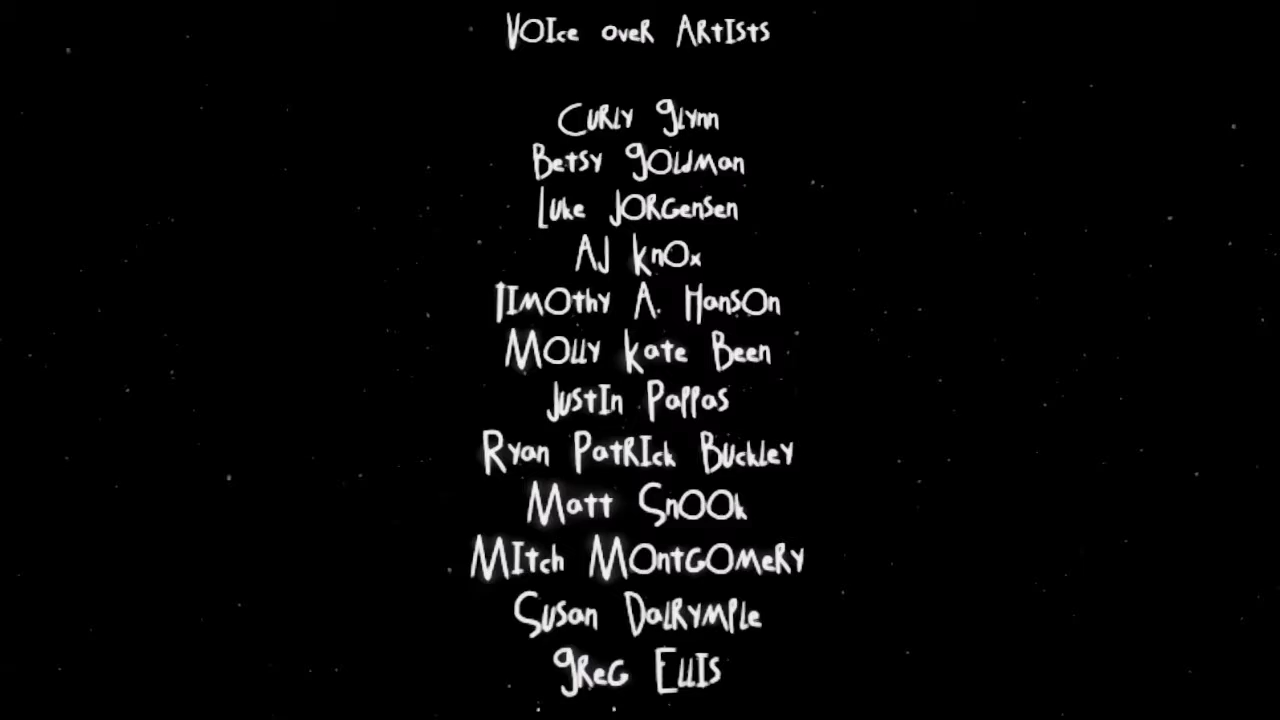 Voice Over Artists
Curly Glynn
Betsy Goldman
Luke Jorgensen
AJ Knox
Timothy A. Hanson
Molly Kate Been
Justin Pappas
Ryan Patrick Buckley
Matt Snook
Mitch Montgomery
Susan Dalrymple
Greg Ellis